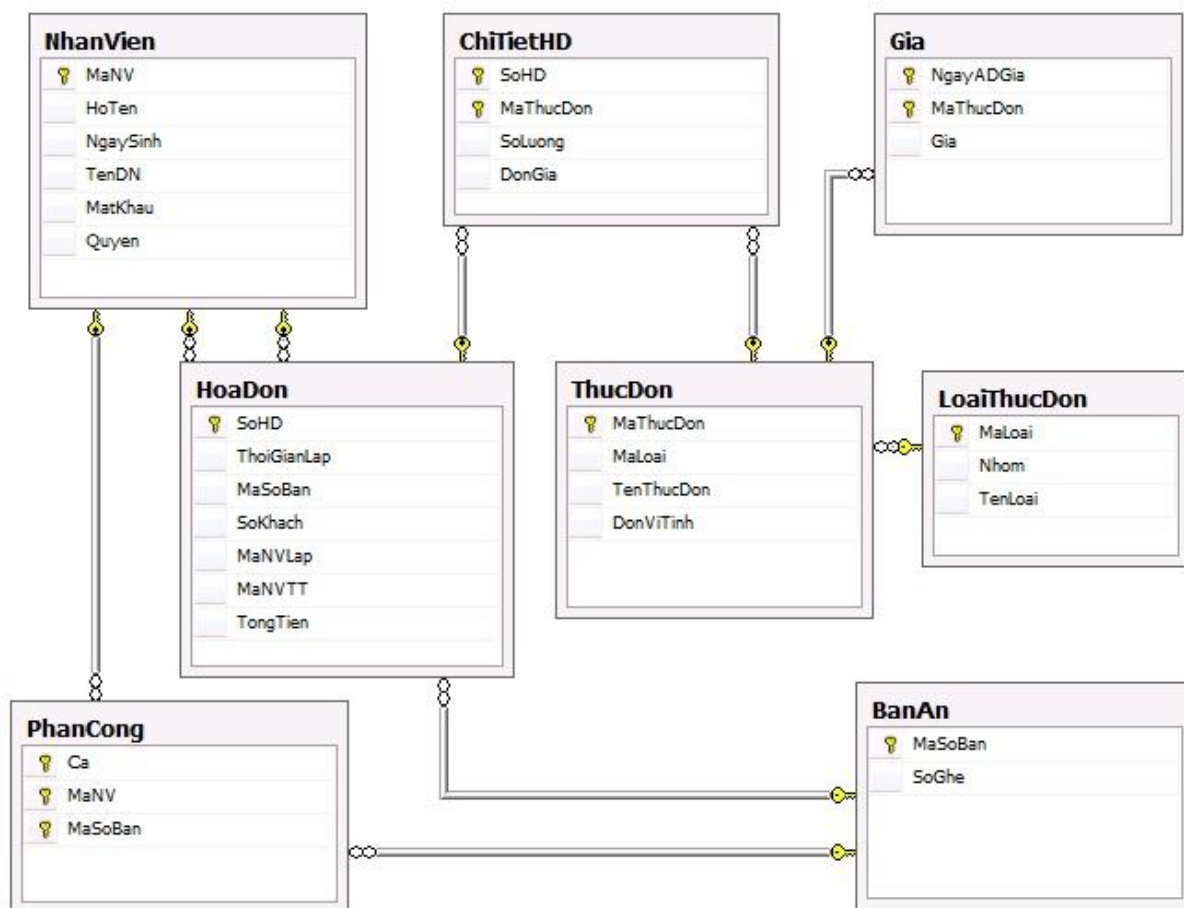 NhanVien
MaNV
HoTen
NgaySinh
TenDN
MatKhau
Quyen
ChiTietHD
SoHD
MaThucDon
SoLuong
DonGia
Gia
NgayADGia
MaThucDon
Gia
HoaDon
SoHD
ThoiGianLap
MaSoBan
SoKhach
MaNVLap
MaNVTT
TongTien
ThucDon
MaThucDon
MaLoai
TenThucDon
DonViTinh
LoaiThucDon
MaLoai
Nhom
TenLoai
PhanCong
Ca
MaNV
MaSoBan
BanAn
MaSoBan
SoGhe